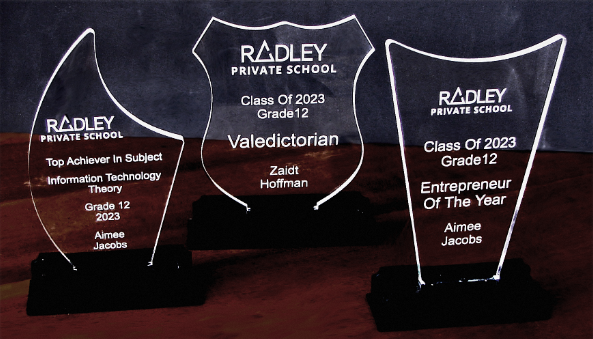 RADLEY
PRIVATE SCHOOL
Top Achiever In Subject
Information Technology
Theory
Grade 12
2023
Aimee
Jacobs
RADLEY
PRIVATE SCHOOL
Class Of 2023
Grade12
Valedictorian
Zaidt
Hoffman
RADLEY
PRIVATE SCHOOL
Class Of 2023
Grade12
Entrepreneur
Of The Year
Aimee
Jacobs